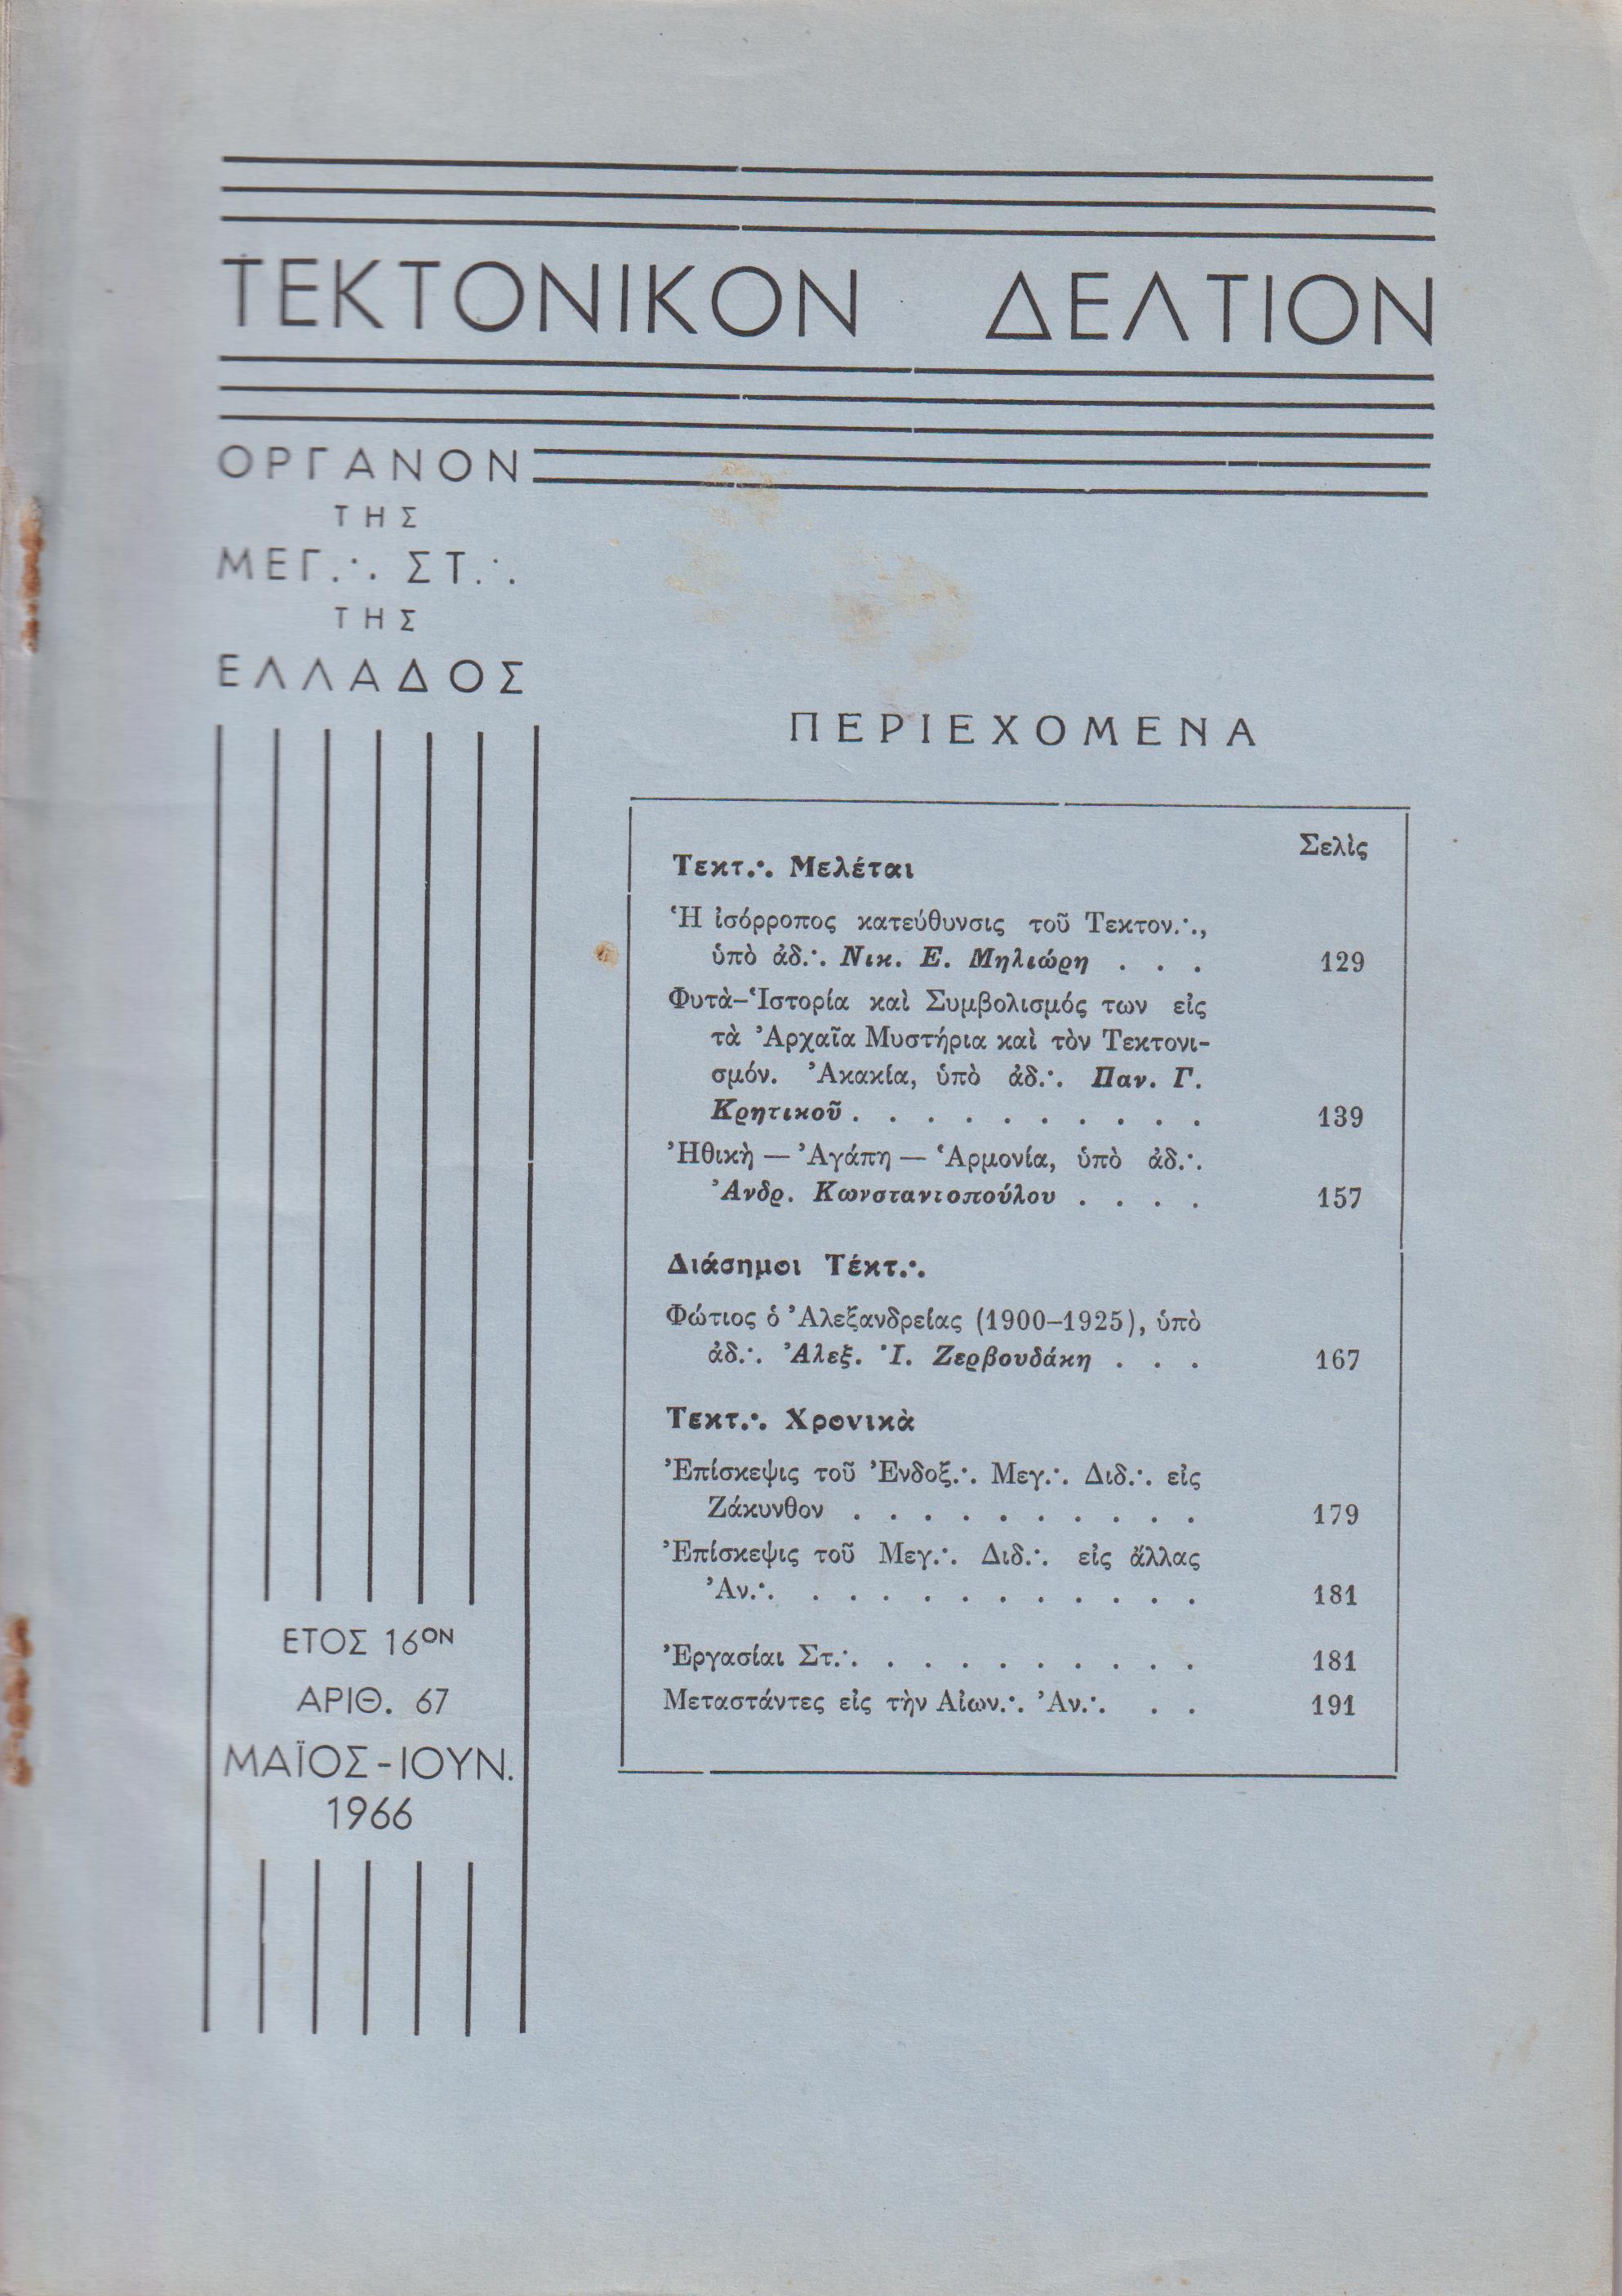 ΤΕΚΤΟΝΙΚΟΝ ΔΕΛΤΙΟΝ
ΟΡΓΑΝΟΝ
ΤΗΣ
ΜΕΓ.∙. ΣΤ.∙.
ΤΗΣ
ΕΛΛΑΔΟΣ
ΠΕΡΙΕΧΟΜΕΝΑ
Σελὶς
Τεκτ.∙. Μελέται
Ἡ ἰσόρροπος κατεύθυνσις τοῦ Τεκτον.∙.,
ὑπὸ ἀδ.∙. Νικ. Ε. Μηλιώρη . . . 129
Φυτὰ–Ἱστορία καὶ Συμβολισμός των εἰς
τὰ Ἀρχαῖα Μυστήρια καὶ τὸν Τεκτονι-
σμόν. Ἀκακία, ὑπὸ ἀδ.∙. Παν. Γ.
Κρητικοῦ . . . . . . . . . . 139
Ἠθικὴ — Ἀγάπη — Ἁρμονία, ὑπὸ ἀδ.∙.
Ἀνδρ. Κωνσταντοπούλου . . . . 157
Διάσημοι Τέκτ.∙.
Φώτιος ὁ Ἀλεξανδρείας (1900–1925), ὑπὸ
ἀδ.∙. Ἀλεξ. Ἰ. Ζερβουδάκη . . . 167
Τεκτ.∙. Χρονικὰ
Ἐπίσκεψις τοῦ Ἐνδοξ.∙. Μεγ.∙. Διδ.∙. εἰς
Ζάκυνθον . . . . . . . . . . 179
Ἐπίσκεψις τοῦ Μεγ.∙. Διδ.∙. εἰς ἄλλας
Ἀν.∙. . . . . . . . . . . . 181
Ἐργασίαι Στ.∙. . . . . . . . . . 181
Μεταστάντες εἰς τὴν Αἰων.∙. Ἀν.∙. . . 191
ΕΤΟΣ 16ΟΝ
ΑΡΙΘ. 67
ΜΑΪΟΣ-ΙΟΥΝ.
1966